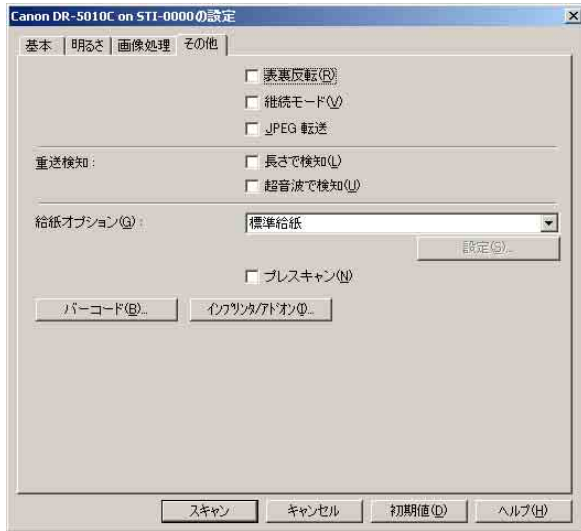 Canon DR-5010C on STI-0000の設定
基本 明るさ 画像処理 その他
表裏反転(R)
継続モード(V)
JPEG 転送
重送検知: 長さで検知(L)
超音波で検知(U)
給紙オプション(G): 標準給紙
設定(S)...
プレスキャン(N)
バーコード(B)... インプリンタ/アドオン(I)...
スキャン キャンセル 初期値(D) ヘルプ(H)